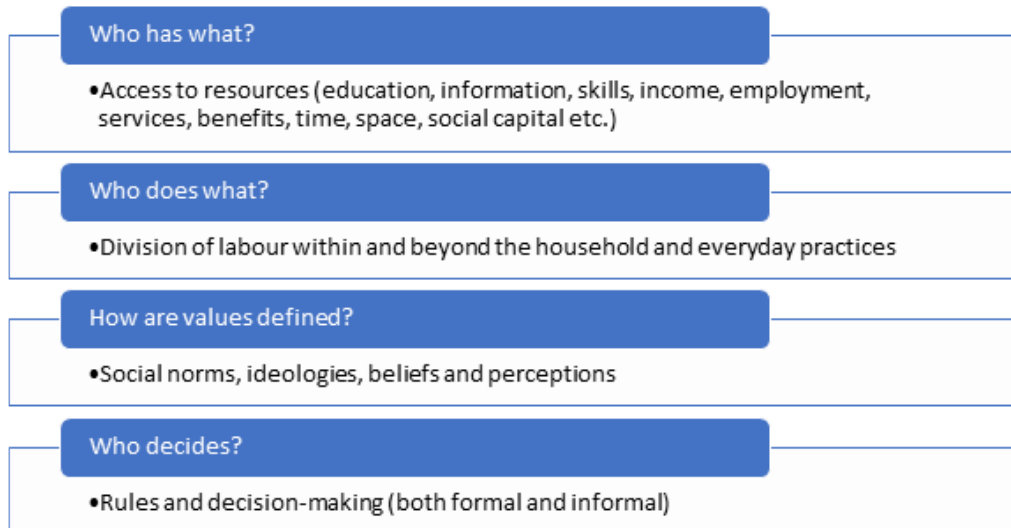 Who has what?
•Access to resources (education, information, skills, income, employment,
services, benefits, time, space, social capital etc.)
Who does what?
•Division of labour within and beyond the household and everyday practices
How are values defined?
•Social norms, ideologies, beliefs and perceptions
Who decides?
•Rules and decision-making (both formal and informal)